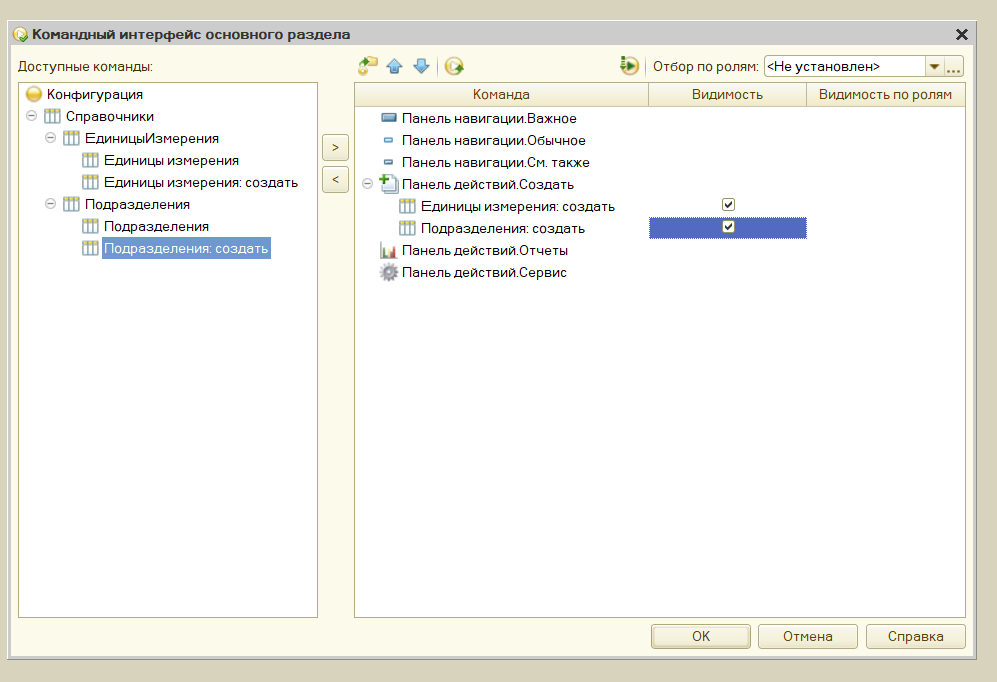 Командный интерфейс основного раздела
Доступные команды:
Отбор по ролям: <Не установлен>
Конфигурация
Справочники
ЕдиницыИзмерения
Единицы измерения
Единицы измерения: создать
Подразделения
Подразделения
Подразделения: создать
>
<
Команда Видимость Видимость по ролям
Панель навигации.Важное
Панель навигации.Обычное
Панель навигации.См. также
Панель действий.Создать
Единицы измерения: создать
Подразделения: создать
Панель действий.Отчеты
Панель действий.Сервис
OK Отмена Справка